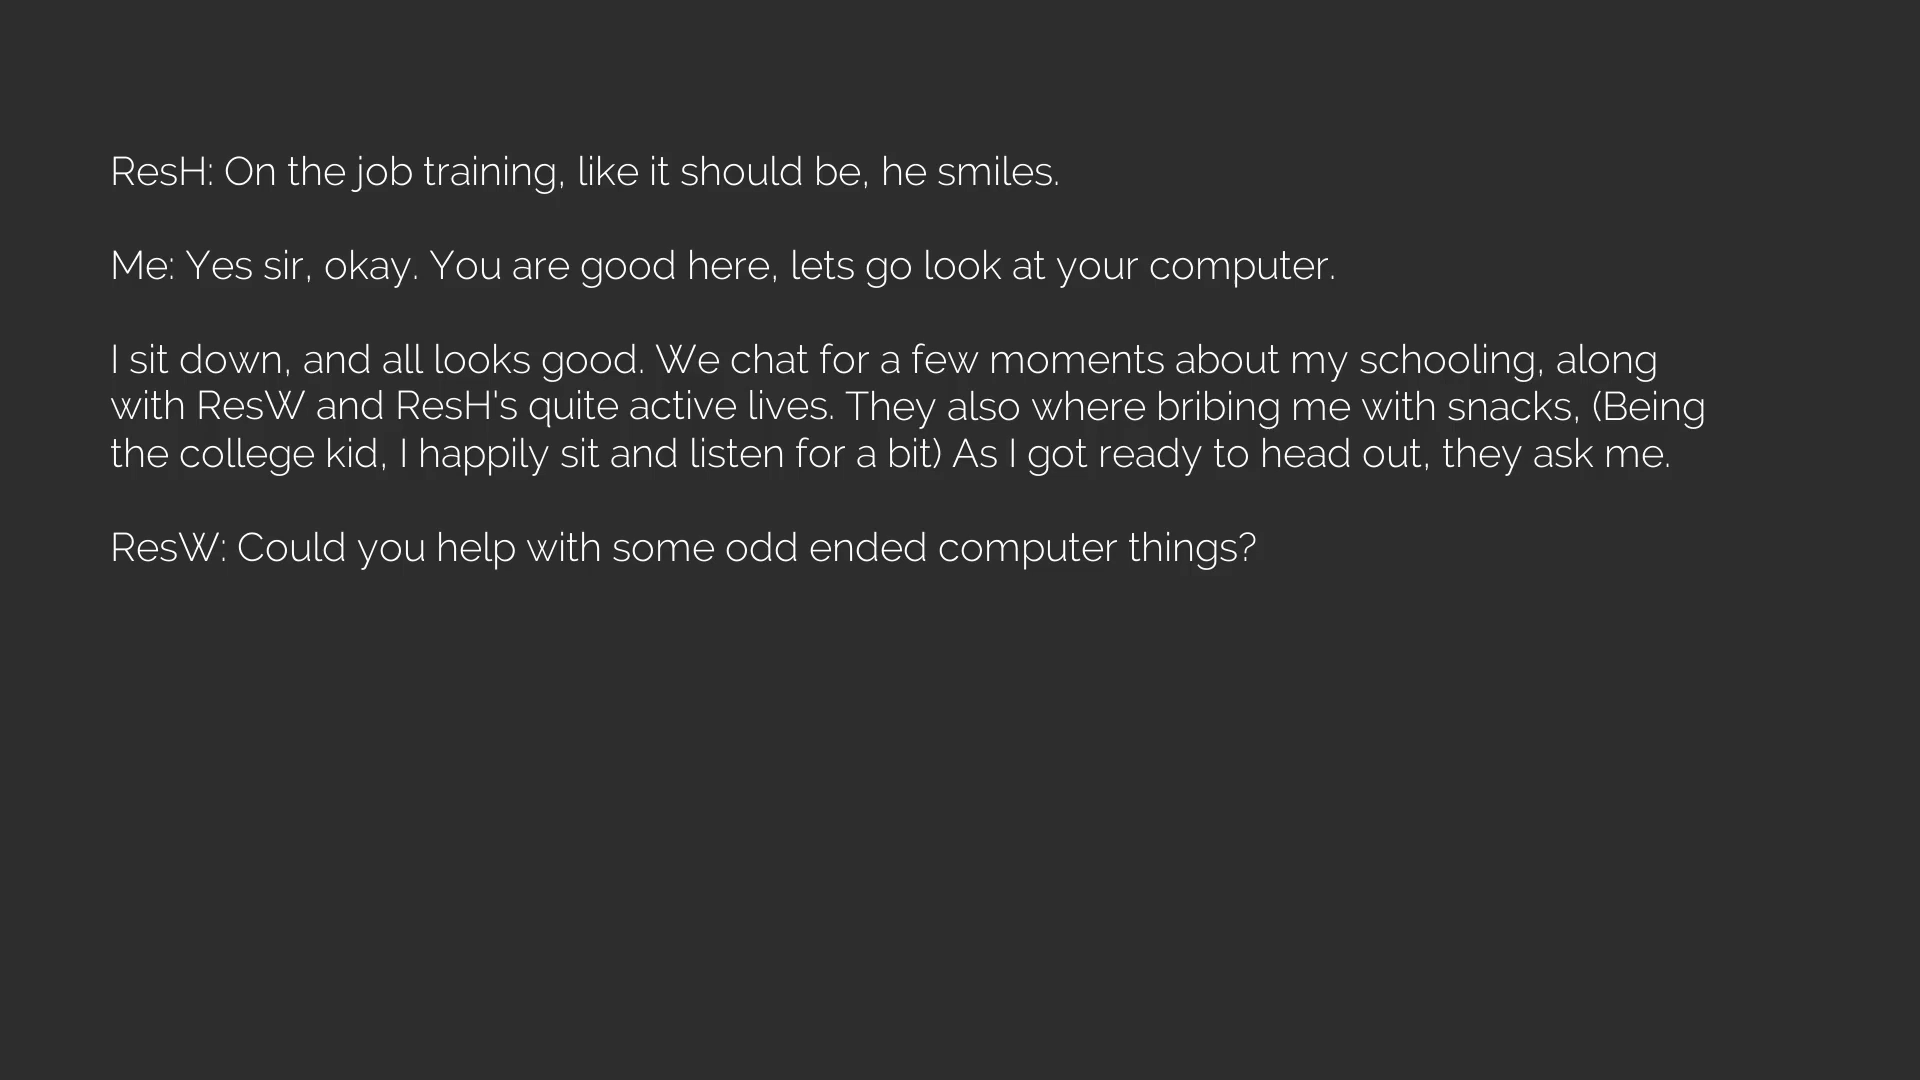 ResH: On the job training, like it should be, he smiles.
Me: Yes sir, okay. You are good here, lets go look at your computer.
I sit down, and all looks good. We chat for a few moments about my schooling, along
with ResW and ResH's quite active lives. They also where bribing me with snacks, (Being
the college kid, I happily sit and listen for a bit) As I got ready to head out, they ask me.
ResW: Could you help with some odd ended computer things?